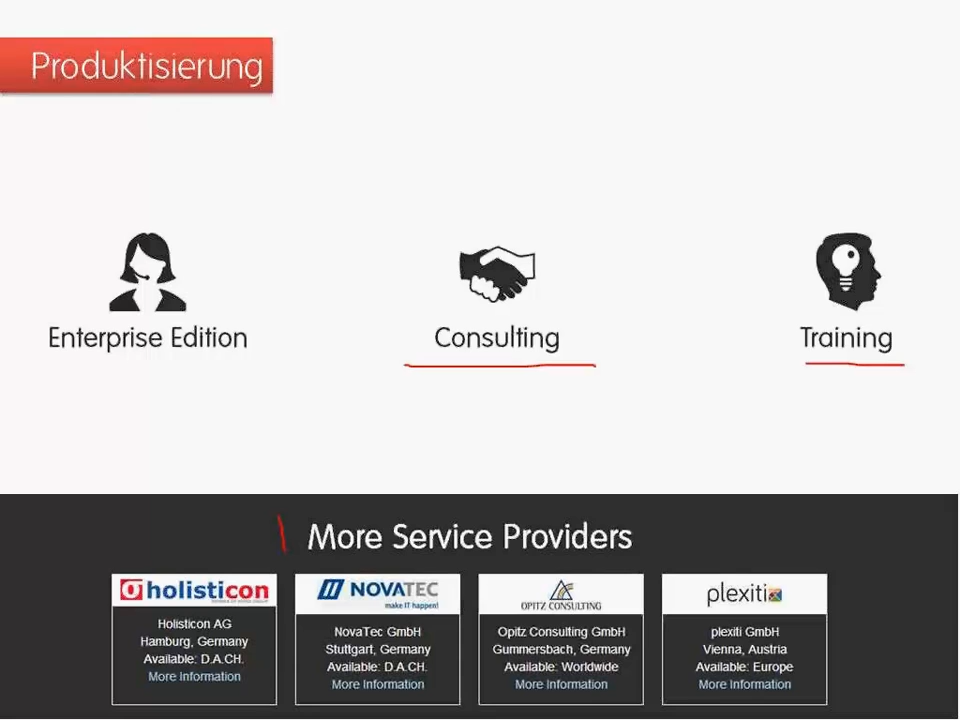 Produktisierung
Enterprise Edition
Consulting
Training
More Service Providers
holisticon
Holisticon AG
Hamburg, Germany
Available: D.A.CH.
More Information
NOVATEC
make IT happen!
NovaTec GmbH
Stuttgart, Germany
Available: D.A.CH.
More Information
OPITZ CONSULTING
Opitz Consulting GmbH
Gummersbach, Germany
Available: Worldwide
More Information
plexiti
plexiti GmbH
Vienna, Austria
Available: Europe
More Information